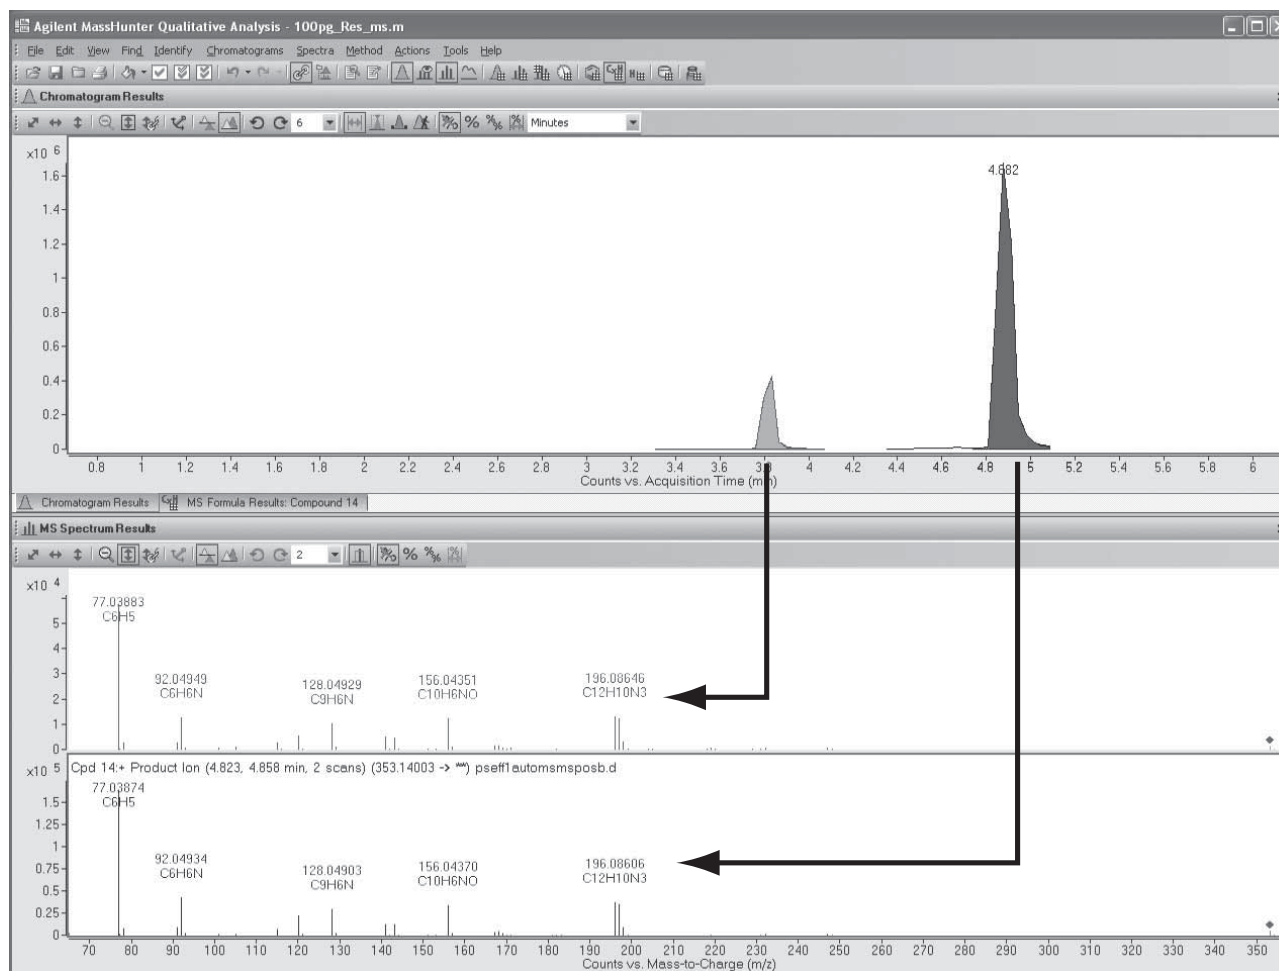 Agilent MassHunter Qualitative Analysis - 100pg_Res_ms.m
File Edit View Find Identify Chromatograms Spectra Method Actions Tools Help
Chromatogram Results
6 Minutes
x10 6
1.6
1.4
1.2
1
0.8
0.6
0.4
0.2
0
4.882
0.8 1 1.2 1.4 1.6 1.8 2 2.2 2.4 2.6 2.8 3 3.2 3.4 3.6 4 4.2 4.4 4.6 4.8 5 5.2 5.4 5.6 5.8 6
Counts vs. Acquisition Time (min)
Chromatogram Results MS Formula Results: Compound 14
MS Spectrum Results
2
x10 4
5
4
3
2
1
0
77.03883
C6H5
92.04949
C6H6N
128.04929
C9H6N
156.04351
C10H6NO
196.08646
C12H10N3
x10 5
Cpd 14:+ Product Ion (4.823, 4.858 min, 2 scans) (353.14003 -> **) pseff1automsmsposb.d
1.5
1.25
1
0.75
0.5
0.25
0
77.03874
C6H5
92.04934
C6H6N
128.04903
C9H6N
156.04370
C10H6NO
196.08606
C12H10N3
70 80 90 100 110 120 130 140 150 160 170 180 190 200 210 220 230 240 250 260 270 280 290 300 310 320 330 340 350
Counts vs. Mass-to-Charge (m/z)